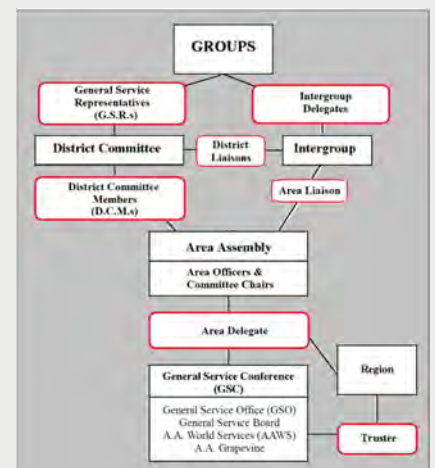 GROUPS
General Service
Representatives
(G.S.R.s)
Intergroup
Delegates
District Committee
District
Liaisons
Intergroup
District Committee
Members
(D.C.M.s)
Area Liaison
Area Assembly
Area Officers &
Committee Chairs
Area Delegate
General Service Conference
(GSC)
Region
General Service Office (GSO)
General Service Board
A.A. World Services (AAWS)
A.A. Grapevine
Trustee